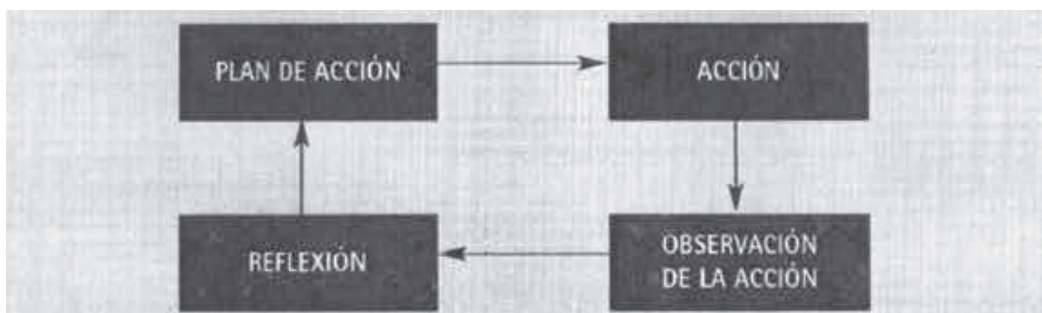 PLAN DE ACCIÓN
ACCIÓN
REFLEXIÓN
OBSERVACIÓN
DE LA ACCIÓN